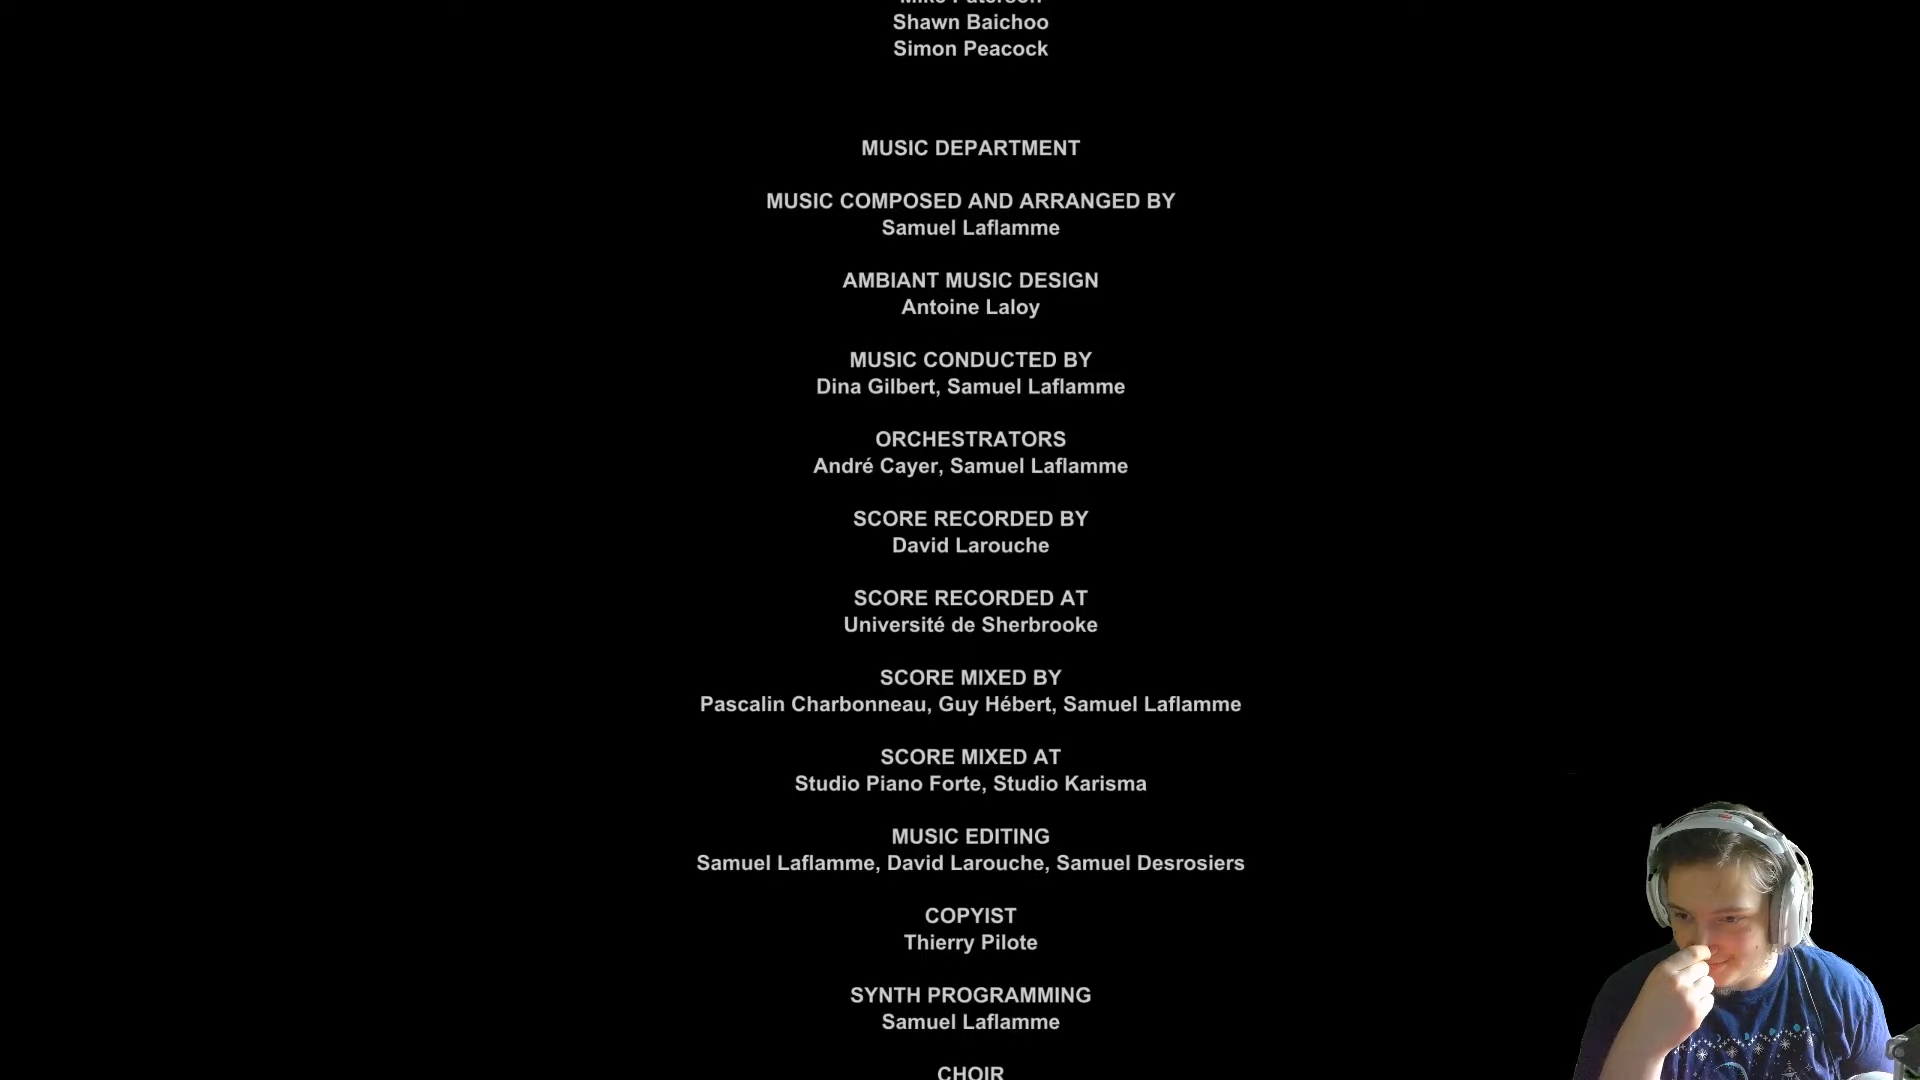 Shawn Baichoo
Simon Peacock
MUSIC DEPARTMENT
MUSIC COMPOSED AND ARRANGED BY
Samuel Laflamme
AMBIANT MUSIC DESIGN
Antoine Laloy
MUSIC CONDUCTED BY
Dina Gilbert, Samuel Laflamme
ORCHESTRATORS
André Cayer, Samuel Laflamme
SCORE RECORDED BY
David Larouche
SCORE RECORDED AT
Université de Sherbrooke
SCORE MIXED BY
Pascalin Charbonneau, Guy Hébert, Samuel Laflamme
SCORE MIXED AT
Studio Piano Forte, Studio Karisma
MUSIC EDITING
Samuel Laflamme, David Larouche, Samuel Desrosiers
COPYIST
Thierry Pilote
SYNTH PROGRAMMING
Samuel Laflamme
CHOIR